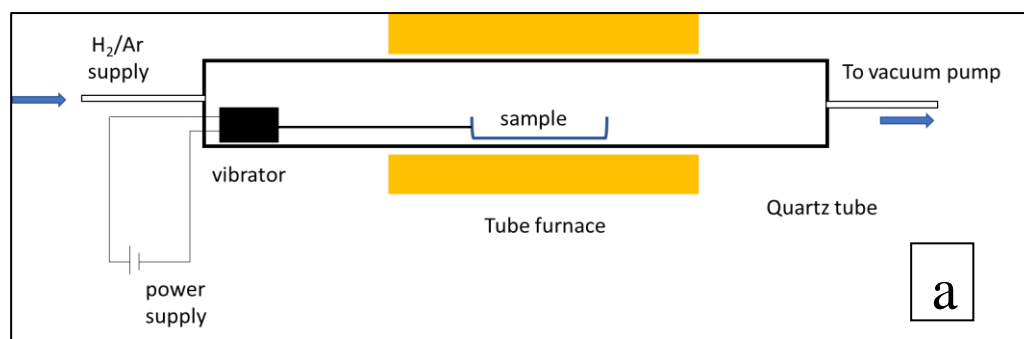 H₂/Ar
supply
To vacuum pump
sample
vibrator
Tube furnace
Quartz tube
power
supply
a